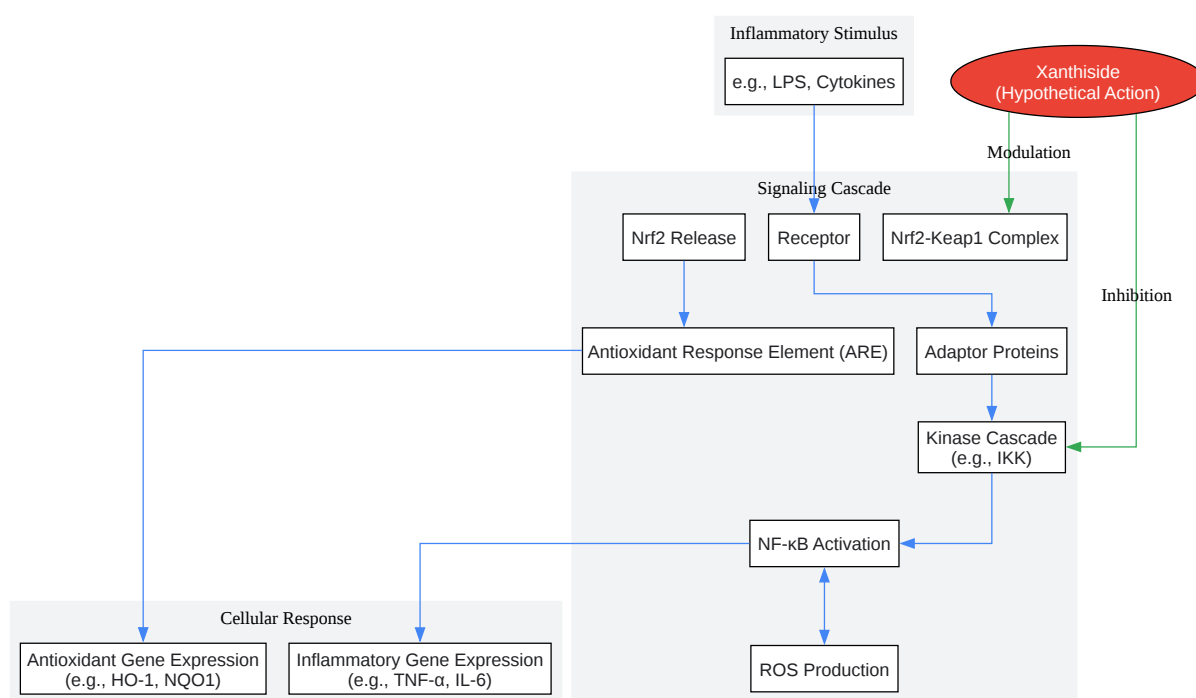 Inflammatory Stimulus
e.g., LPS, Cytokines
Xanthiside
(Hypothetical Action)
Modulation
Signaling Cascade
Nrf2 Release
Receptor
Nrf2-Keap1 Complex
Inhibition
Antioxidant Response Element (ARE)
Adaptor Proteins
Kinase Cascade
(e.g., IKK)
NF-κB Activation
Cellular Response
Antioxidant Gene Expression
(e.g., HO-1, NQO1)
Inflammatory Gene Expression
(e.g., TNF-α, IL-6)
ROS Production